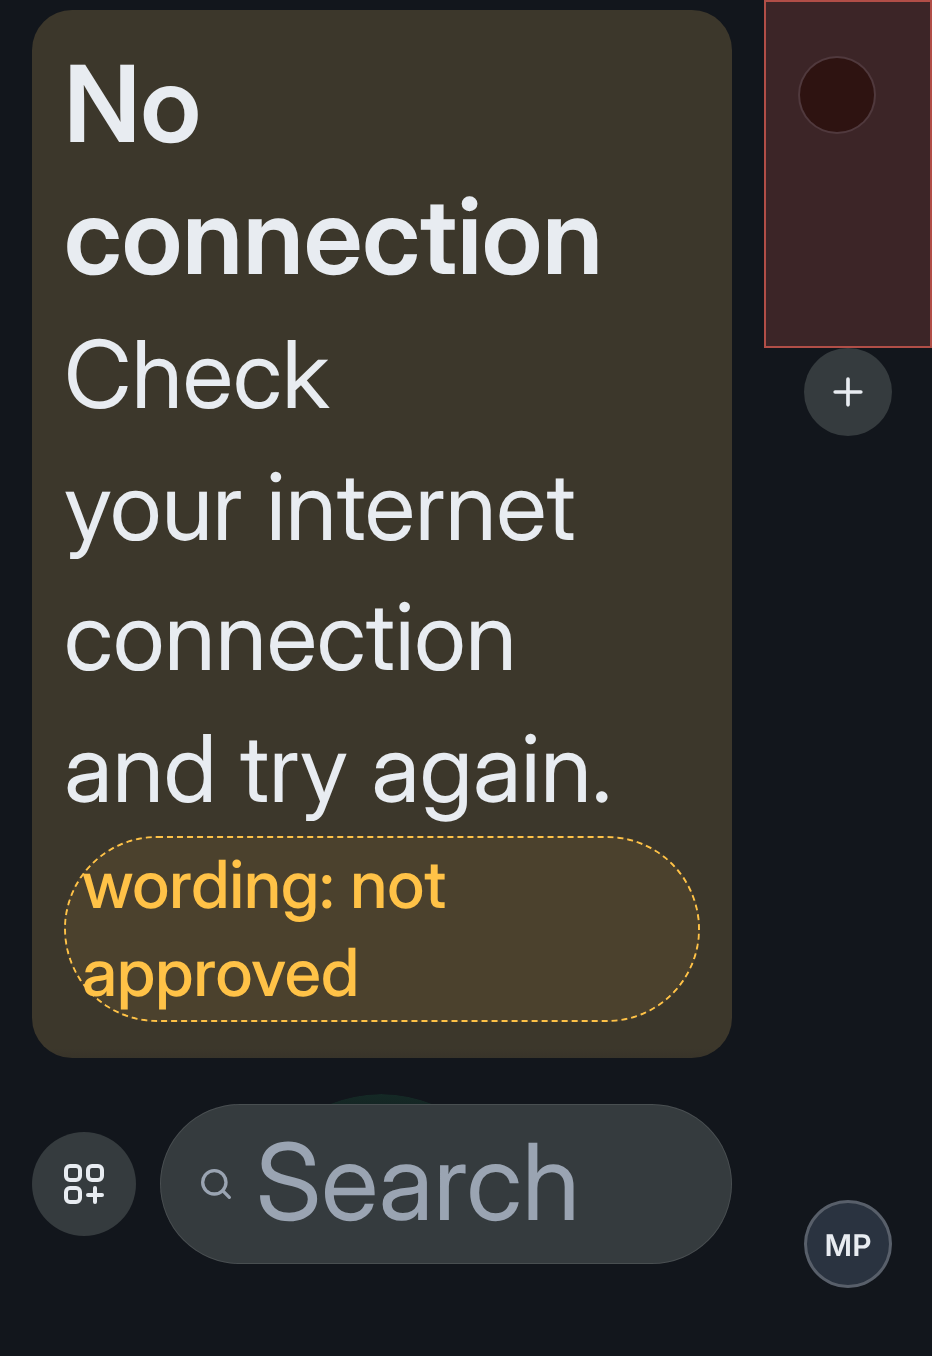 No
connection
Check
your internet
connection
and try again.
wording: not
approved
Search
MP